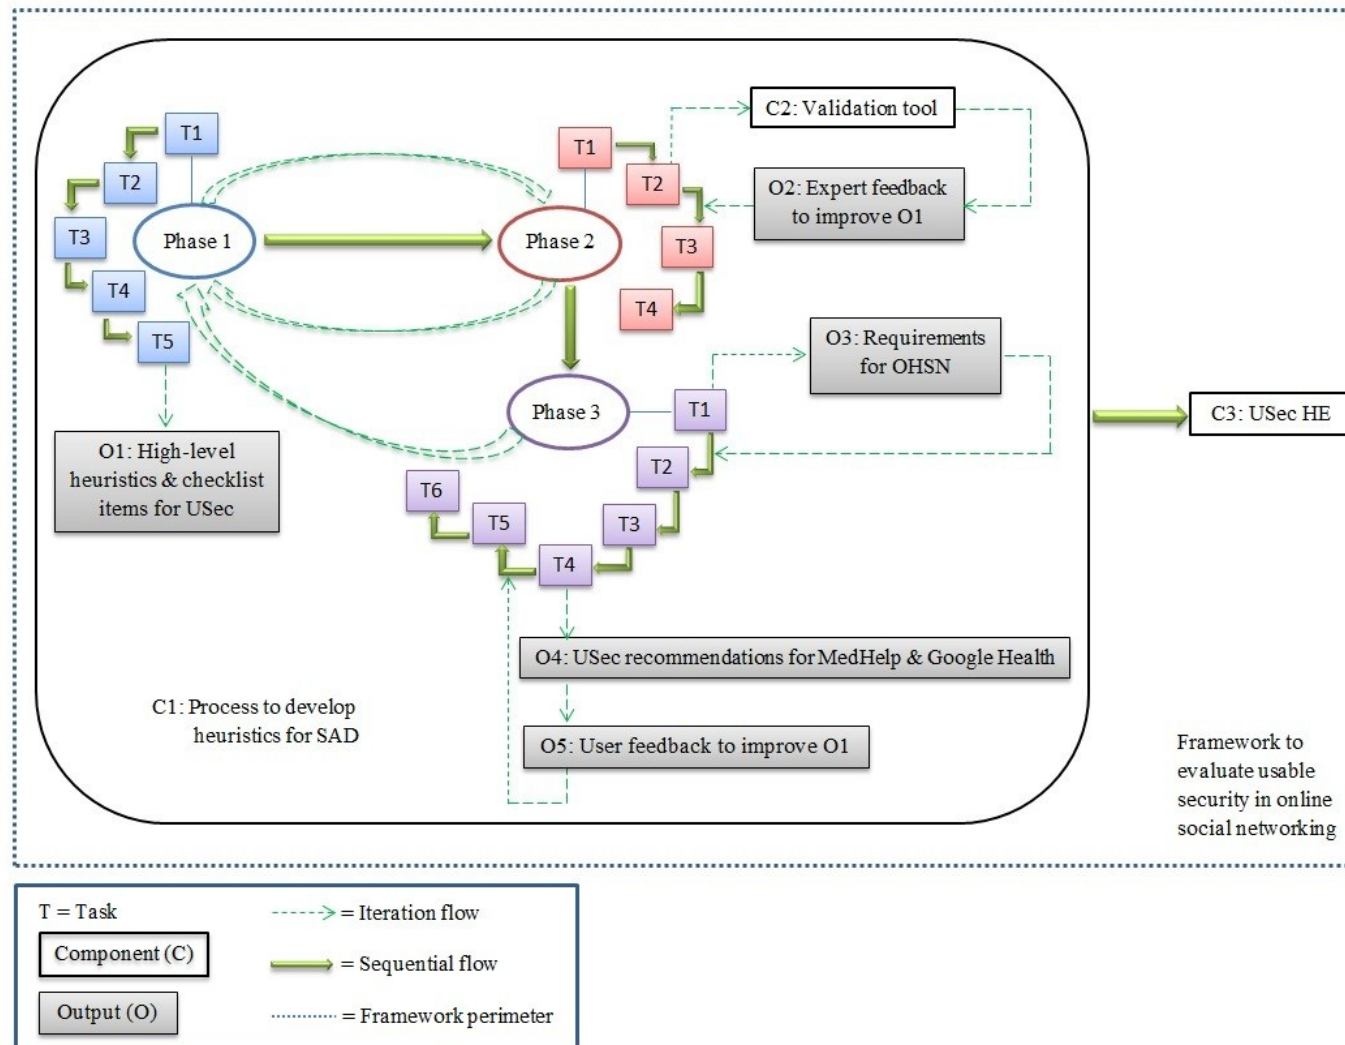 T1
T2
T3
T4
T5
Phase 1
O1: High-level
heuristics & checklist
items for USec
T1
T2
T3
T4
Phase 2
C2: Validation tool
O2: Expert feedback
to improve O1
Phase 3
T1
T2
T3
T4
T5
T6
O3: Requirements
for OHSN
O4: USec recommendations for MedHelp & Google Health
O5: User feedback to improve O1
C1: Process to develop
heuristics for SAD
C3: USec HE
Framework to
evaluate usable
security in online
social networking
T = Task
Component (C)
Output (O)
= Iteration flow
= Sequential flow
= Framework perimeter